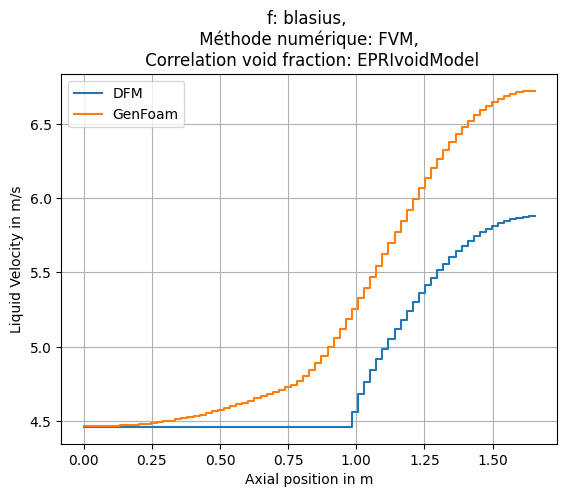 f: blasius,
Méthode numérique: FVM,
Correlation void fraction: EPRIvoidModel
DFM
GenFoam
Liquid Velocity in m/s
6.5
6.0
5.5
5.0
4.5
0.00 0.25 0.50 0.75 1.00 1.25 1.50
Axial position in m